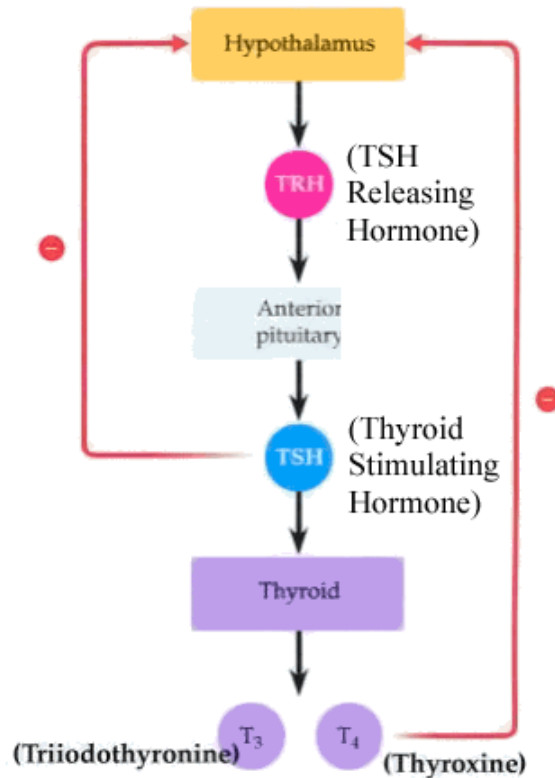 Hypothalamus
TRH
(TSH
Releasing
Hormone)
−
Anterior
pituitary
−
TSH
(Thyroid
Stimulating
Hormone)
Thyroid
T₃
T₄
(Triiodothyronine)
(Thyroxine)